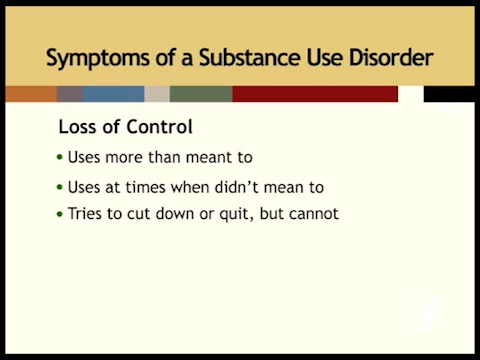 Symptoms of a Substance Use Disorder
Loss of Control
• Uses more than meant to
• Uses at times when didn't mean to
• Tries to cut down or quit, but cannot